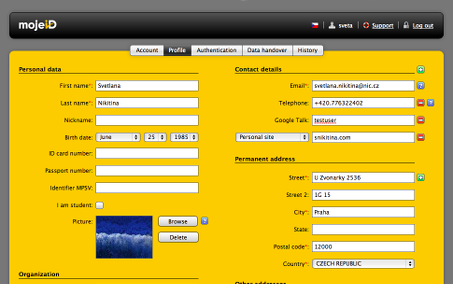 mojeID
sveta
Support
Log out
Account
Profile
Authentication
Data handover
History
Personal data
First name*: Svetlana
Last name*: Nikitina
Nickname:
Birth date: June 25 1985
ID card number:
Passport number:
Identifier MPSV:
I am student:
Picture: Browse
Delete
Organization
Contact details
Email*: svetlana.nikitina@nic.cz
Telephone: +420.776322402
Google Talk: testuser
Personal site snikitina.com
Permanent address
Street*: U Zvonarky 2536
Street 2: 1G 15
City*: Praha
State:
Postal code*: 12000
Country*: CZECH REPUBLIC
Other addresses